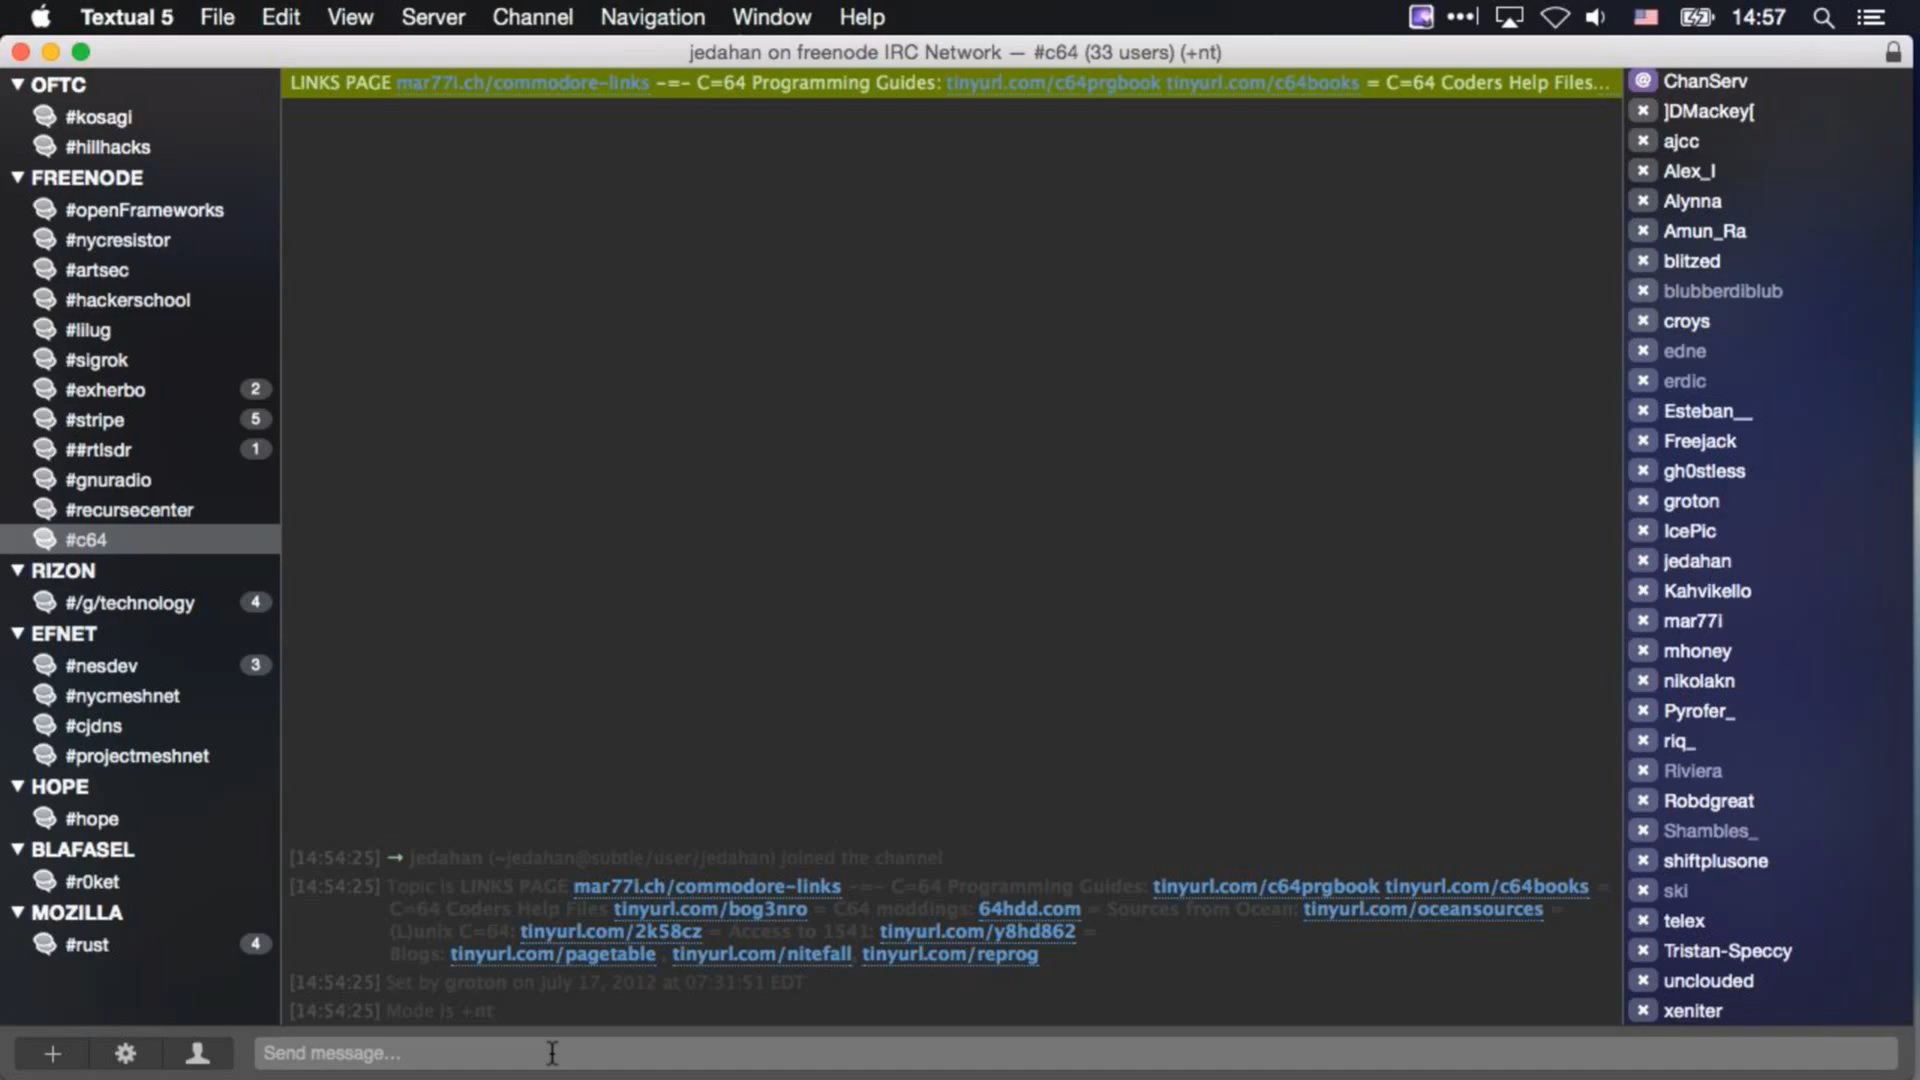 Textual 5 File Edit View Server Channel Navigation Window Help 14:57
jedahan on freenode IRC Network — #c64 (33 users) (+nt)
OFTC
#kosagi
#hillhacks
FREENODE
#openFrameworks
#nycresistor
#artsec
#hackerschool
#lilug
#sigrok
#exherbo 2
#stripe 5
##rtlsdr 1
#gnuradio
#recursecenter
#c64
RIZON
#/g/technology 4
EFNET
#nesdev 3
#nycmeshnet
#cjdns
#projectmeshnet
HOPE
#hope
BLAFASEL
#r0ket
MOZILLA
#rust 4
LINKS PAGE mar77i.ch/commodore-links -=- C=64 Programming Guides: tinyurl.com/c64prgbook tinyurl.com/c64books = C=64 Coders Help Files...
[14:54:25] → jedahan (~jedahan@subtle/user/jedahan) joined the channel
[14:54:25] Topic is LINKS PAGE mar77i.ch/commodore-links -=- C=64 Programming Guides: tinyurl.com/c64prgbook tinyurl.com/c64books =
C=64 Coders Help Files tinyurl.com/bog3nro = C64 moddings: 64hdd.com = Sources from Ocean: tinyurl.com/oceansources =
(L)unix C=64: tinyurl.com/2k58cz = Access to 1541: tinyurl.com/y8hd862 =
Blogs: tinyurl.com/pagetable , tinyurl.com/nitefall, tinyurl.com/reprog
[14:54:25] Set by groton on July 17, 2012 at 07:31:51 EDT
[14:54:25] Mode is +nt
Send message...
@ ChanServ
]DMackey[
ajcc
Alex_I
Alynna
Amun_Ra
blitzed
blubberdiblub
croys
edne
erdic
Esteban__
Freejack
gh0stless
groton
IcePic
jedahan
Kahvikello
mar77i
mhoney
nikolakn
Pyrofer_
riq_
Riviera
Robdgreat
Shambles_
shiftplusone
ski
telex
Tristan-Speccy
unclouded
xeniter